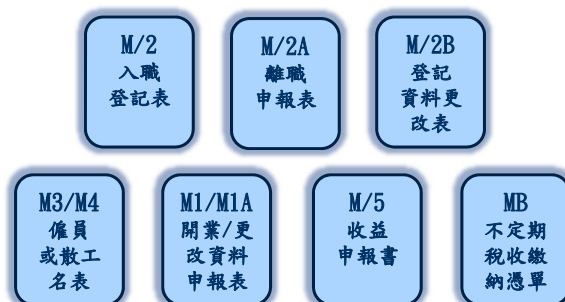 M/2
入職
登記表
M/2A
離職
申報表
M/2B
登記
資料更
改表
M3/M4
僱員
或散工
名表
M1/M1A
開業/更
改資料
申報表
M/5
收益
申報書
MB
不定期
稅收繳
納憑單